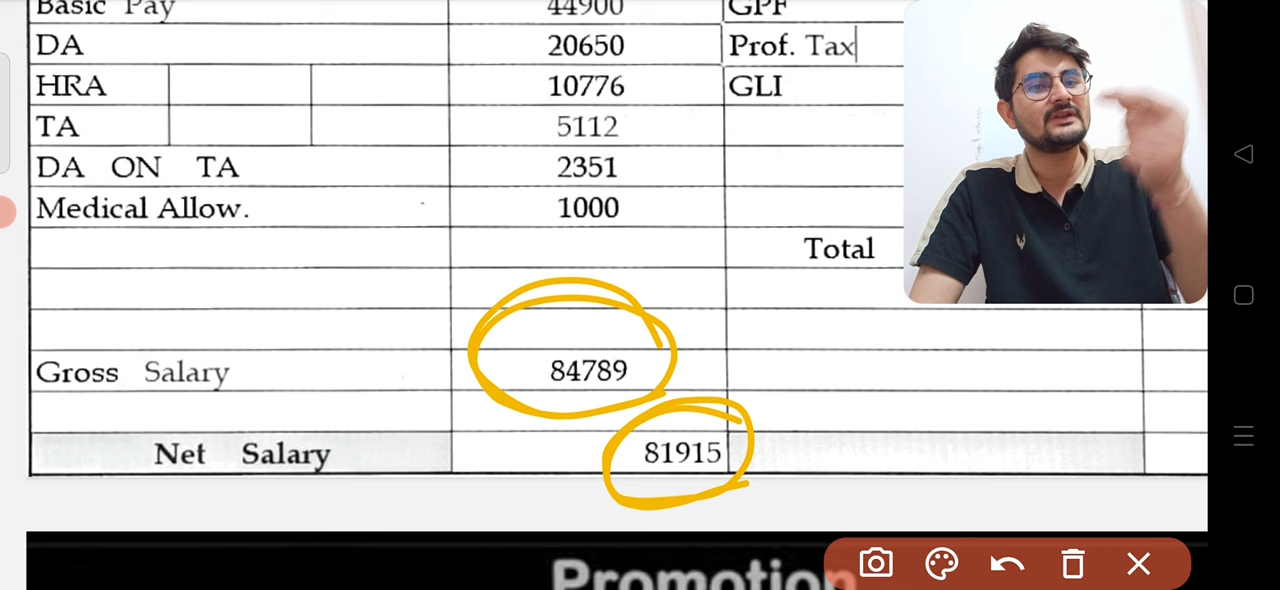 Basic Pay 44900 GPF
DA 20650 Prof. Tax
HRA 10776 GLI
TA 5112
DA ON TA 2351
Medical Allow. 1000
Total
Gross Salary 84789
Net Salary 81915
Promotion